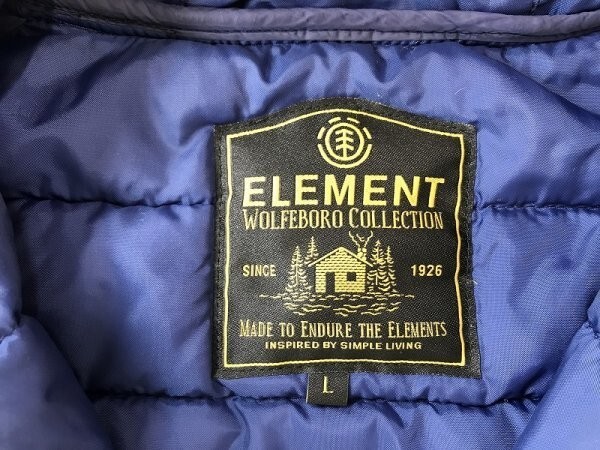 ELEMENT
WOLFEBORO COLLECTION
SINCE 1926
MADE TO ENDURE THE ELEMENTS
INSPIRED BY SIMPLE LIVING
L